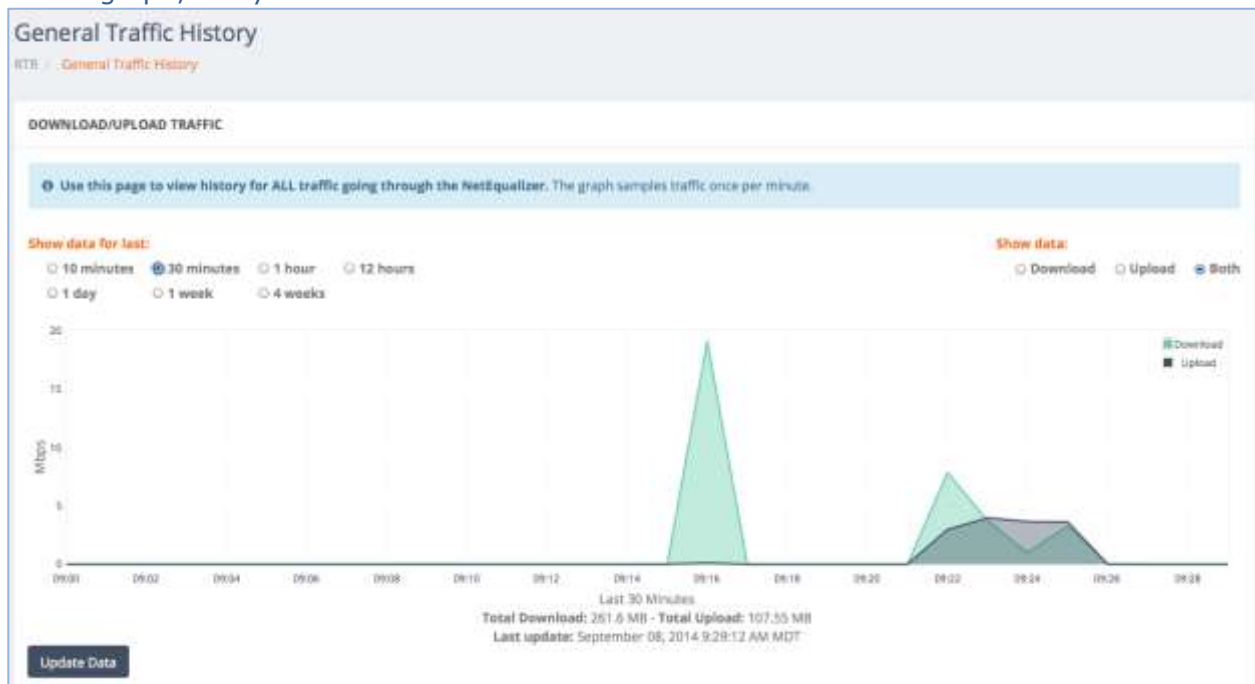 General Traffic History
RTR General Traffic History
DOWNLOAD/UPLOAD TRAFFIC
Use this page to view history for ALL traffic going through the NetEqualizer. The graph samples traffic once per minute.
Show data for last:
10 minutes 30 minutes 1 hour 12 hours
1 day 1 week 4 weeks
Show data:
Download Upload Both
20
15
10
5
0
Mbps
Download
Upload
09:00 09:02 09:04 09:06 09:08 09:10 09:12 09:14 09:16 09:18 09:20 09:22 09:24 09:26 09:28
Last 30 Minutes
Total Download: 261.6 MB - Total Upload: 107.55 MB
Last update: September 08, 2014 9:29:12 AM MDT
Update Data